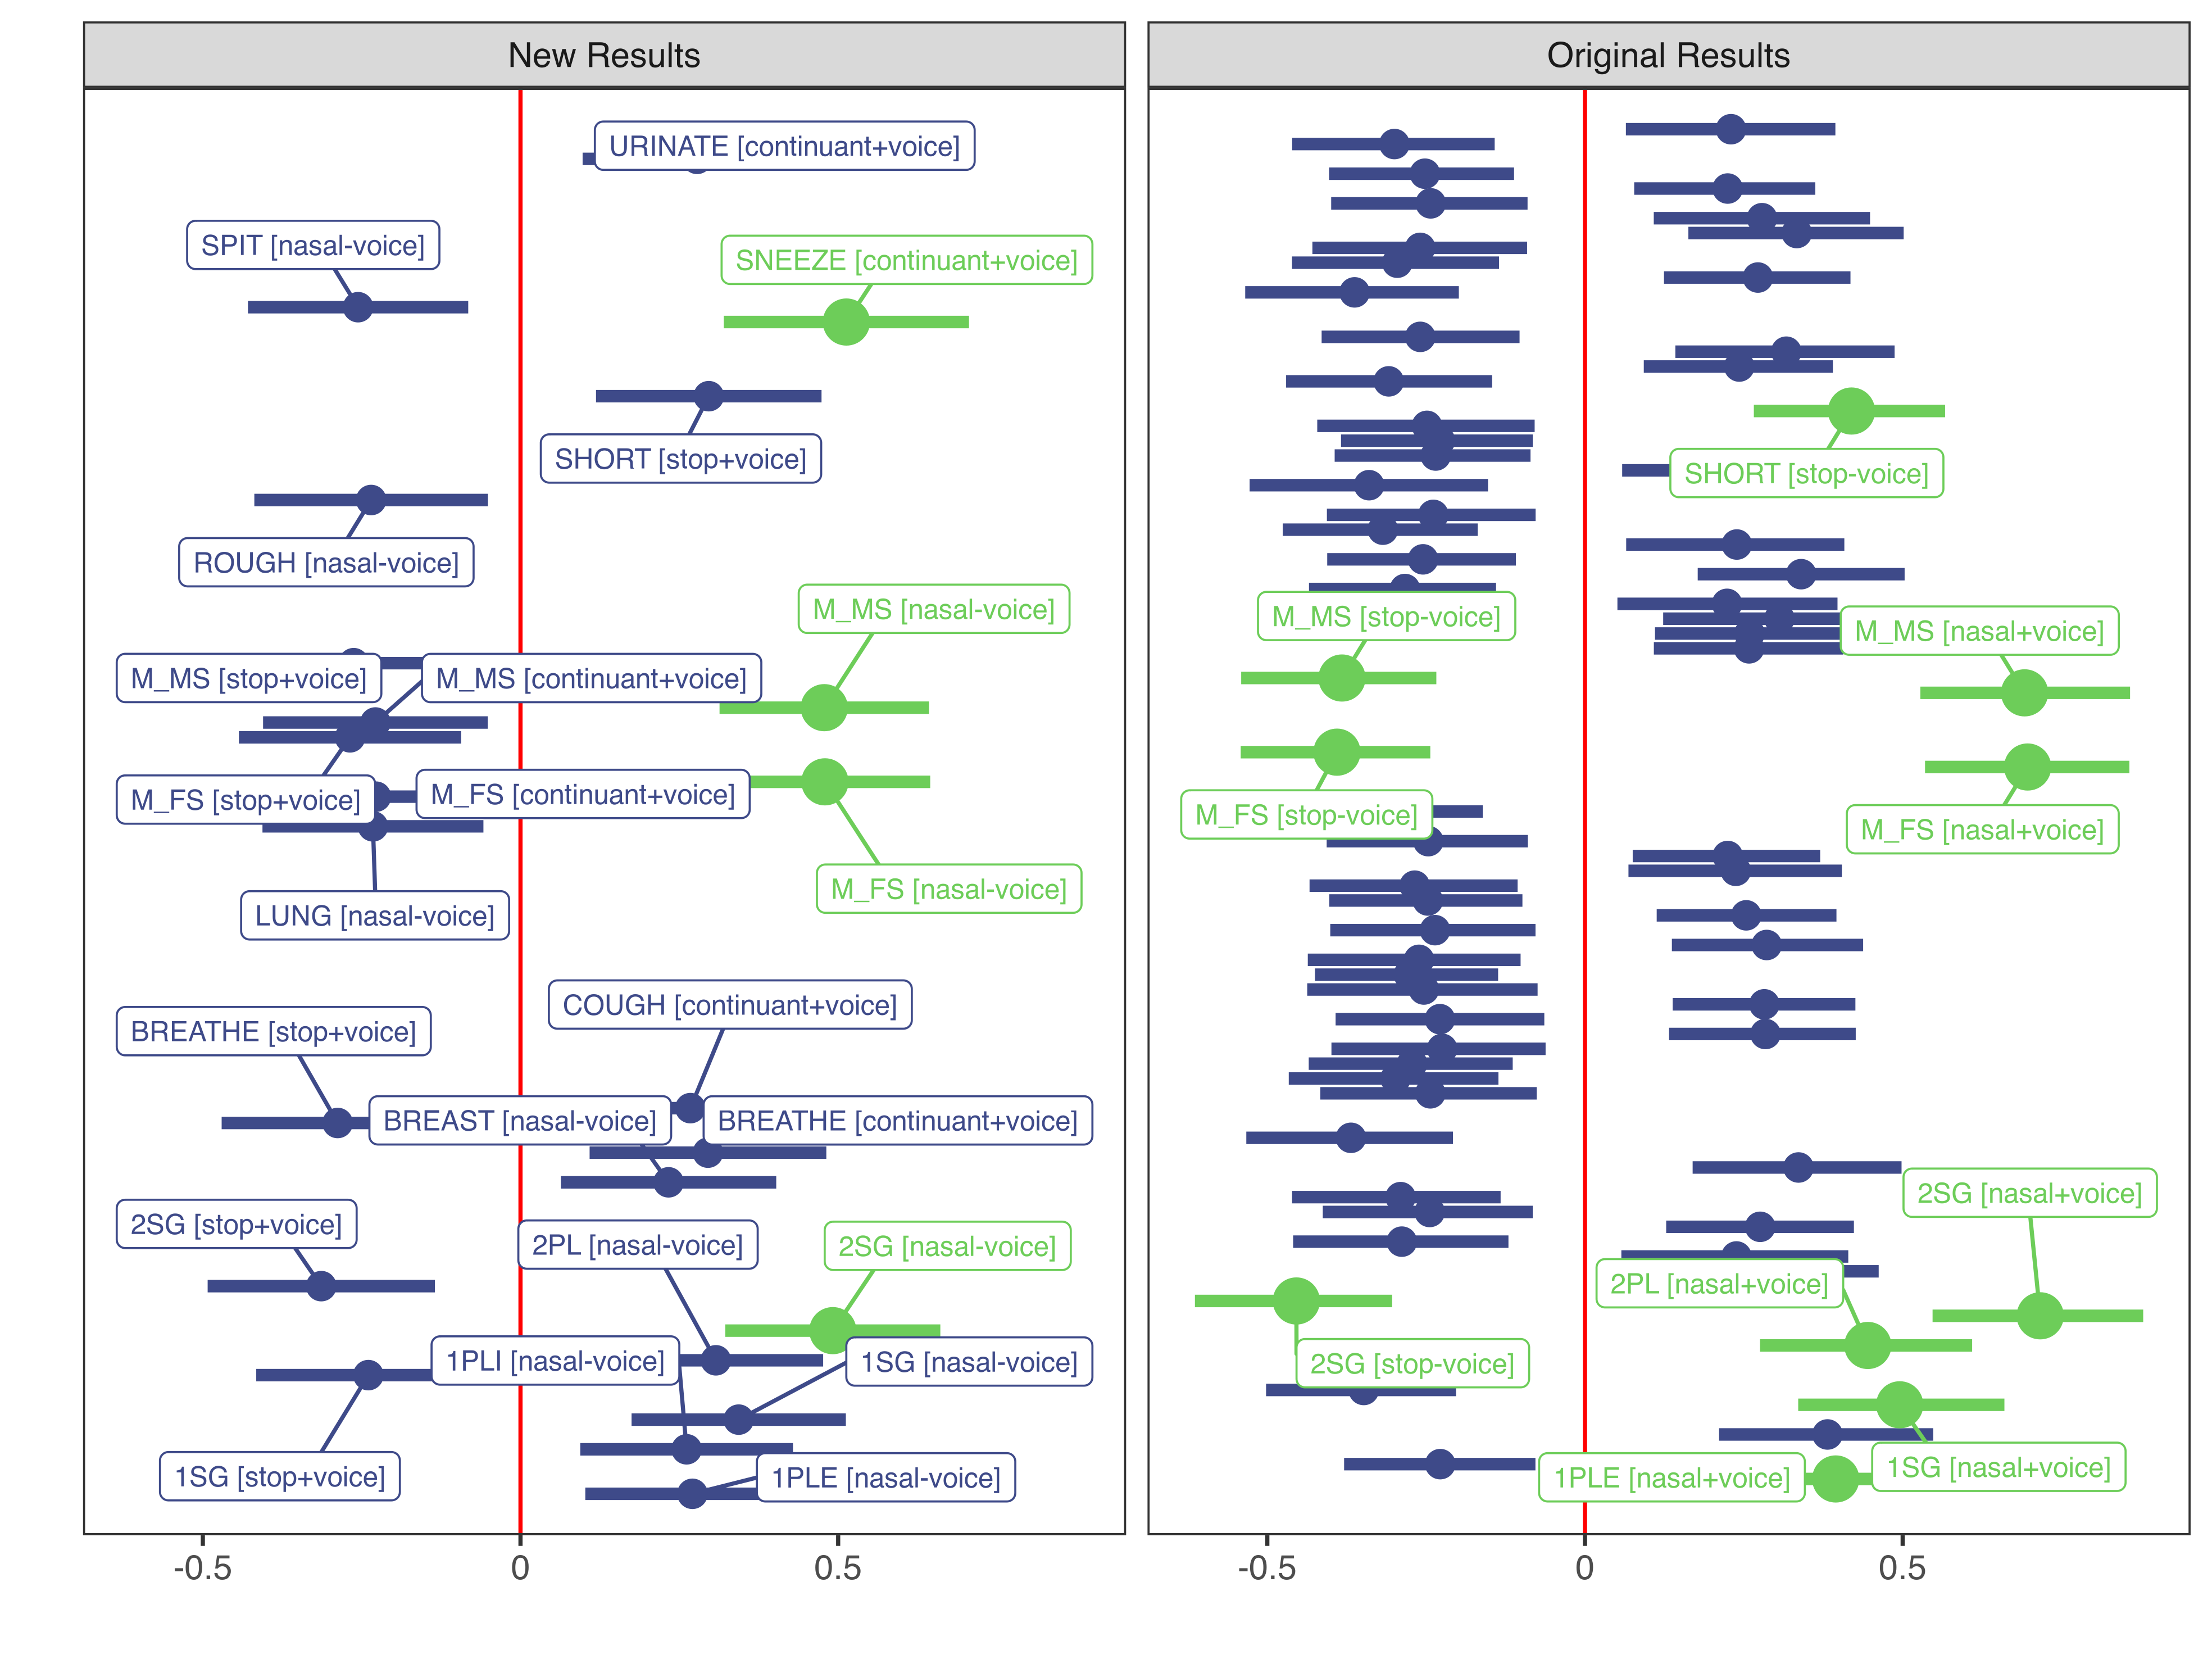 New Results
URINATE [continuant+voice]
SPIT [nasal-voice]
SNEEZE [continuant+voice]
SHORT [stop+voice]
ROUGH [nasal-voice]
M_MS [nasal-voice]
M_MS [stop+voice]
M_MS [continuant+voice]
M_FS [stop+voice]
M_FS [continuant+voice]
M_FS [nasal-voice]
LUNG [nasal-voice]
COUGH [continuant+voice]
BREATHE [stop+voice]
BREAST [nasal-voice]
BREATHE [continuant+voice]
2SG [stop+voice]
2PL [nasal-voice]
2SG [nasal-voice]
1PLI [nasal-voice]
1SG [nasal-voice]
1SG [stop+voice]
1PLE [nasal-voice]
-0.5
0
0.5
Original Results
SHORT [stop-voice]
M_MS [stop-voice]
M_MS [nasal+voice]
M_FS [stop-voice]
M_FS [nasal+voice]
2SG [nasal+voice]
2PL [nasal+voice]
2SG [stop-voice]
1PLE [nasal+voice]
1SG [nasal+voice]
-0.5
0
0.5